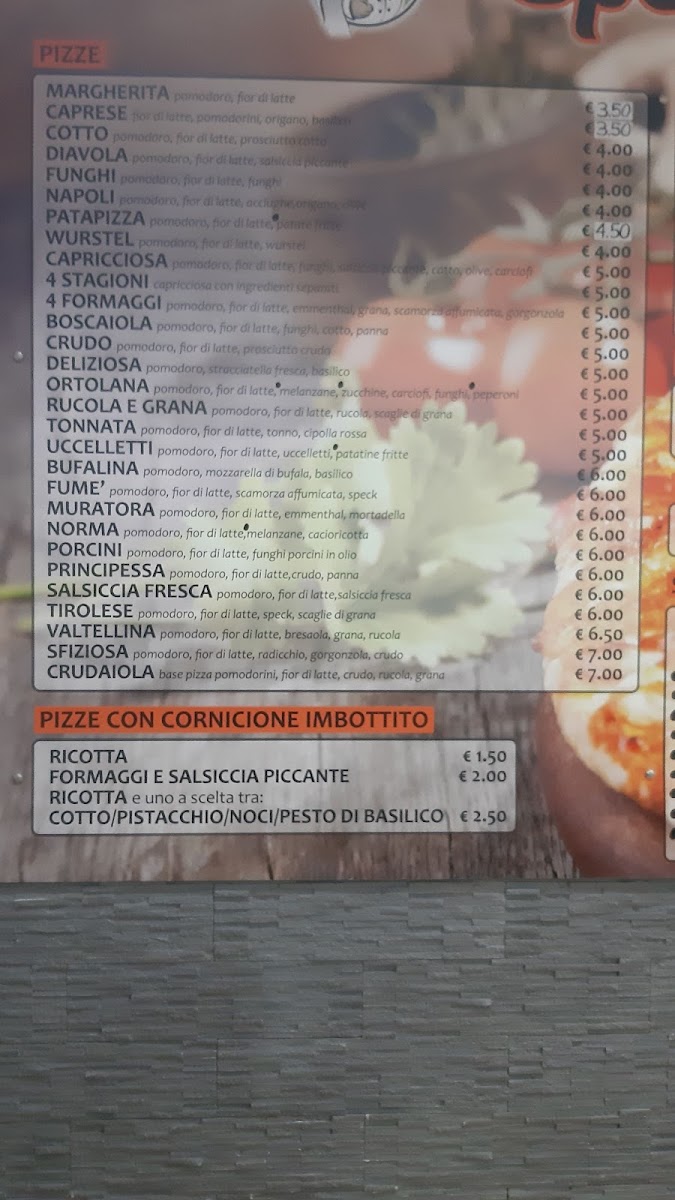 PIZZE
MARGHERITA pomodoro, fior di latte € 3.50
CAPRESE fior di latte, pomodorini, origano, basilico € 3.50
COTTO pomodoro, fior di latte, prosciutto cotto € 4.00
DIAVOLA pomodoro, fior di latte, salsiccia piccante € 4.00
FUNGHI pomodoro, fior di latte, funghi € 4.00
NAPOLI pomodoro, fior di latte, acciughe, origano, olive € 4.00
PATAPIZZA pomodoro, fior di latte, patate fritte € 4.50
WURSTEL pomodoro, fior di latte, wurstel € 4.00
CAPRICCIOSA pomodoro, fior di latte, funghi, salsiccia piccante, cotto, olive, carciofi € 5.00
4 STAGIONI capricciosa con ingredienti separati € 5.00
4 FORMAGGI pomodoro, fior di latte, emmenthal, grana, scamorza affumicata, gorgonzola € 5.00
BOSCAIOLA pomodoro, fior di latte, funghi, cotto, panna € 5.00
CRUDO pomodoro, fior di latte, prosciutto crudo € 5.00
DELIZIOSA pomodoro, stracciatella fresca, basilico € 5.00
ORTOLANA pomodoro, fior di latte, melanzane, zucchine, carciofi, funghi, peperoni € 5.00
RUCOLA E GRANA pomodoro, fior di latte, rucola, scaglie di grana € 5.00
TONNATA pomodoro, fior di latte, tonno, cipolla rossa € 5.00
UCCELLETTI pomodoro, fior di latte, uccelletti, patatine fritte € 5.00
BUFALINA pomodoro, mozzarella di bufala, basilico € 6.00
FUME' pomodoro, fior di latte, scamorza affumicata, speck € 6.00
MURATORA pomodoro, fior di latte, emmenthal, mortadella € 6.00
NORMA pomodoro, fior di latte, melanzane, cacioricotta € 6.00
PORCINI pomodoro, fior di latte, funghi porcini in olio € 6.00
PRINCIPESSA pomodoro, fior di latte,crudo, panna € 6.00
SALSICCIA FRESCA pomodoro, fior di latte,salsiccia fresca € 6.00
TIROLESE pomodoro, fior di latte, speck, scaglie di grana € 6.00
VALTELLINA pomodoro, fior di latte, bresaola, grana, rucola € 6.50
SFIZIOSA pomodoro, fior di latte, radicchio, gorgonzola, crudo € 7.00
CRUDAIOLA base pizza pomodorini, fior di latte, crudo, rucola, grana € 7.00
PIZZE CON CORNICIONE IMBOTTITO
RICOTTA € 1.50
FORMAGGI E SALSICCIA PICCANTE € 2.00
RICOTTA e uno a scelta tra:
COTTO/PISTACCHIO/NOCI/PESTO DI BASILICO € 2.50